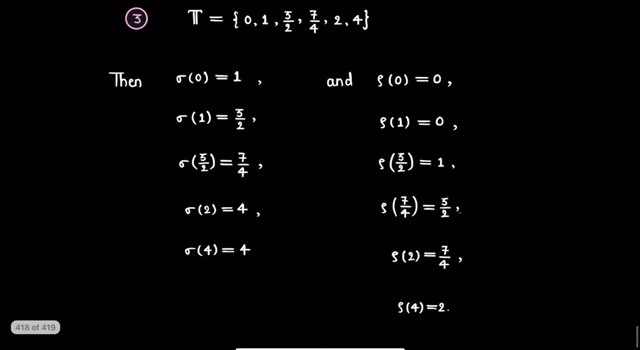 ③ 𝕋 = { 0, 1, 3/2, 7/4, 2, 4}
Then σ(0) = 1 , and ρ(0) = 0,
σ(1) = 3/2, ρ(1) = 0,
σ(3/2) = 7/4, ρ(3/2) = 1,
σ(2) = 4, ρ(7/4) = 3/2,
σ(4) = 4 ρ(2) = 7/4,
ρ(4) = 2.
418 of 419